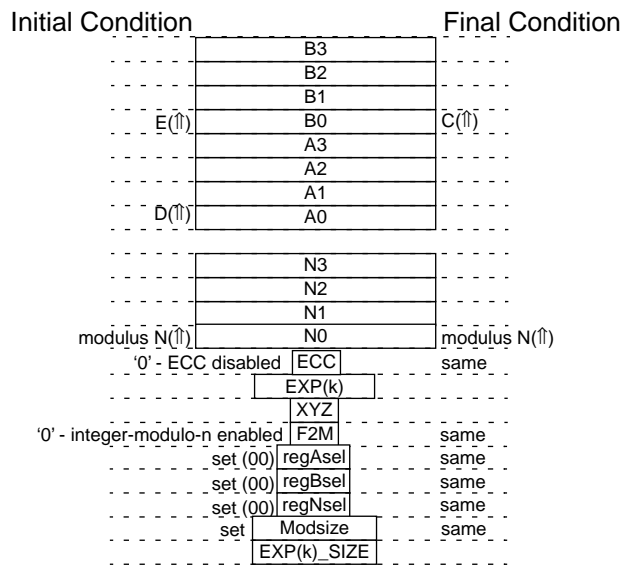 Initial Condition Final Condition
B3
B2
B1
E(⇑) B0 C(⇑)
A3
A2
A1
D(⇑) A0
N3
N2
N1
modulus N(⇑) N0 modulus N(⇑)
‘0’ - ECC disabled ECC same
EXP(k)
XYZ
‘0’ - integer-modulo-n enabled F2M same
set (00) regAsel same
set (00) regBsel same
set (00) regNsel same
set Modsize same
EXP(k)_SIZE